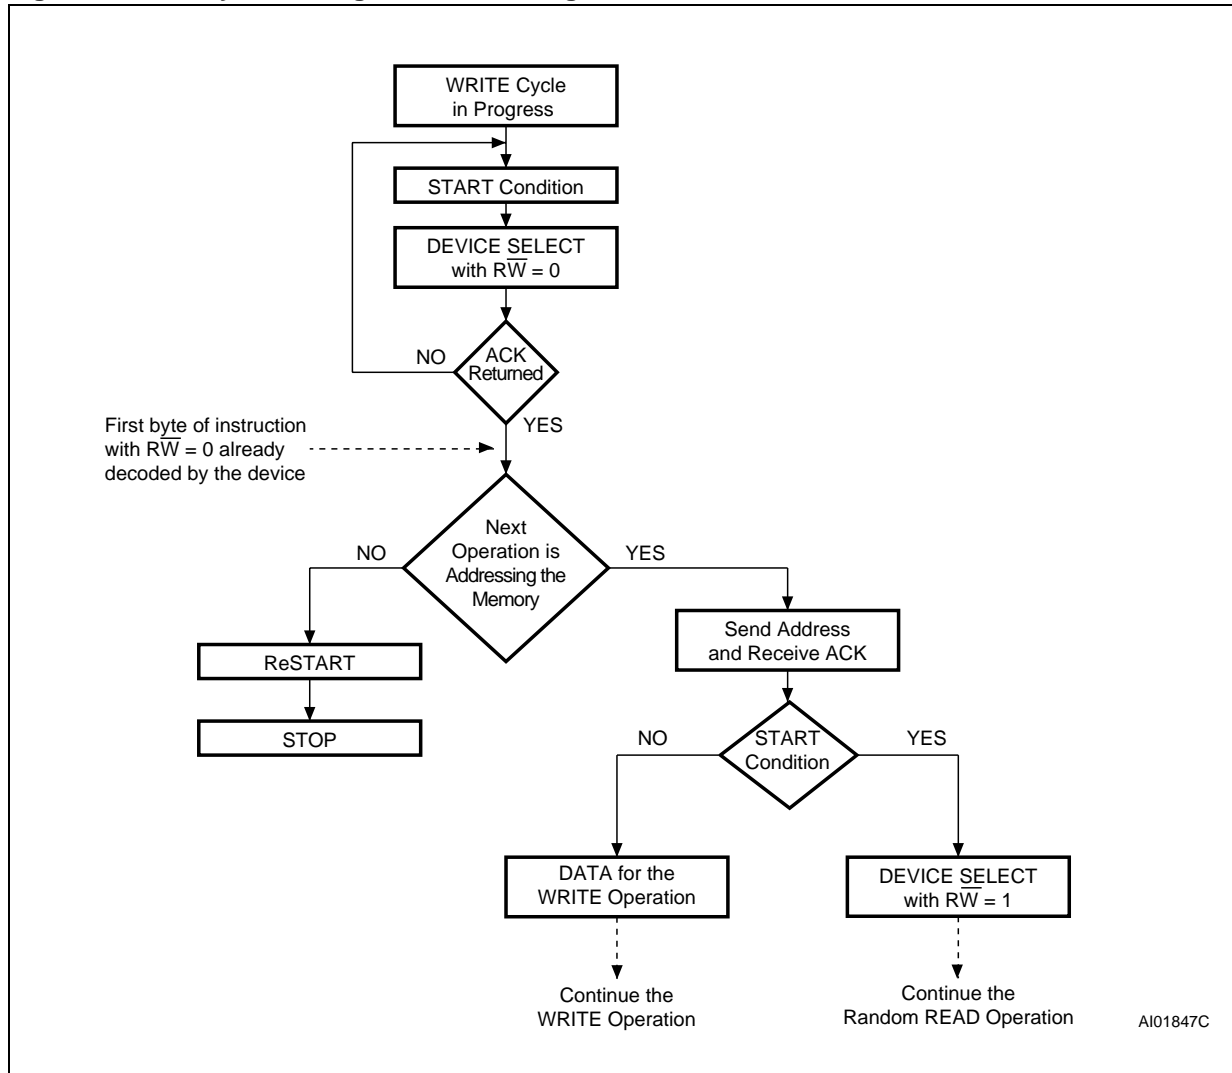 WRITE Cycle
in Progress
START Condition
DEVICE SELECT
with RW̅ = 0
NO
ACK
Returned
YES
First byte of instruction
with RW̅ = 0 already
decoded by the device
NO
Next
Operation is
Addressing the
Memory
YES
Send Address
and Receive ACK
ReSTART
STOP
NO
START
Condition
YES
DATA for the
WRITE Operation
DEVICE SELECT
with RW̅ = 1
Continue the
WRITE Operation
Continue the
Random READ Operation
AI01847C